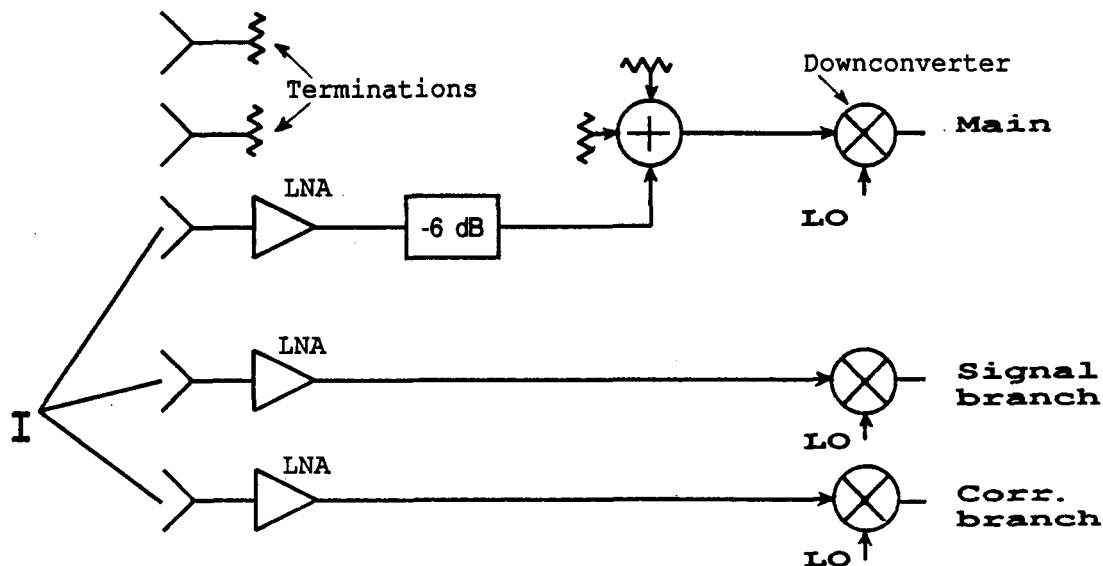 Terminations
Downconverter
Main
LNA
-6 dB
LO
LNA
Signal
branch
I
LO
LNA
Corr.
branch
LO